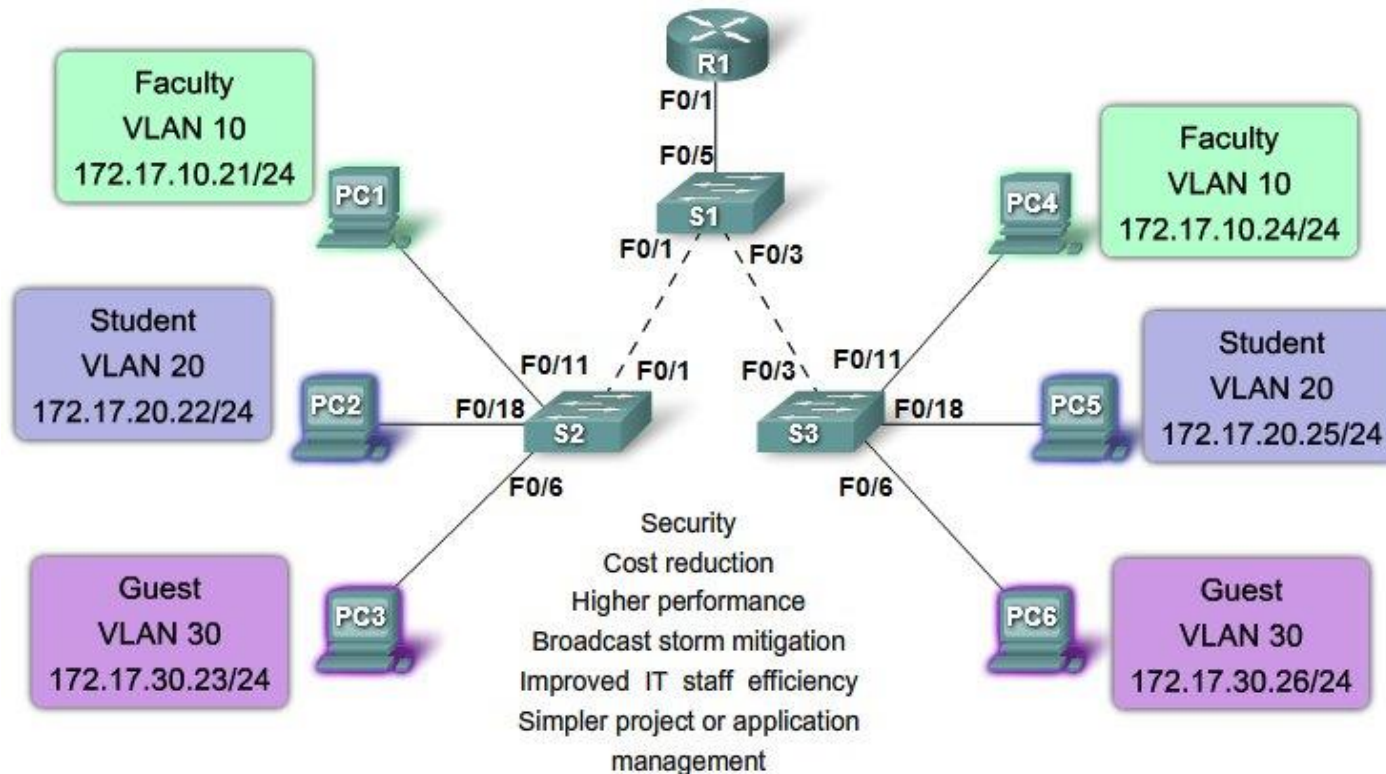 R1
F0/1
F0/5
S1
F0/1
F0/3
Faculty
VLAN 10
172.17.10.21/24
PC1
Student
VLAN 20
172.17.20.22/24
PC2
Guest
VLAN 30
172.17.30.23/24
PC3
F0/11
F0/1
F0/18
S2
F0/6
F0/3
F0/11
F0/18
S3
F0/6
PC4
Faculty
VLAN 10
172.17.10.24/24
PC5
Student
VLAN 20
172.17.20.25/24
PC6
Guest
VLAN 30
172.17.30.26/24
Security
Cost reduction
Higher performance
Broadcast storm mitigation
Improved IT staff efficiency
Simpler project or application
management